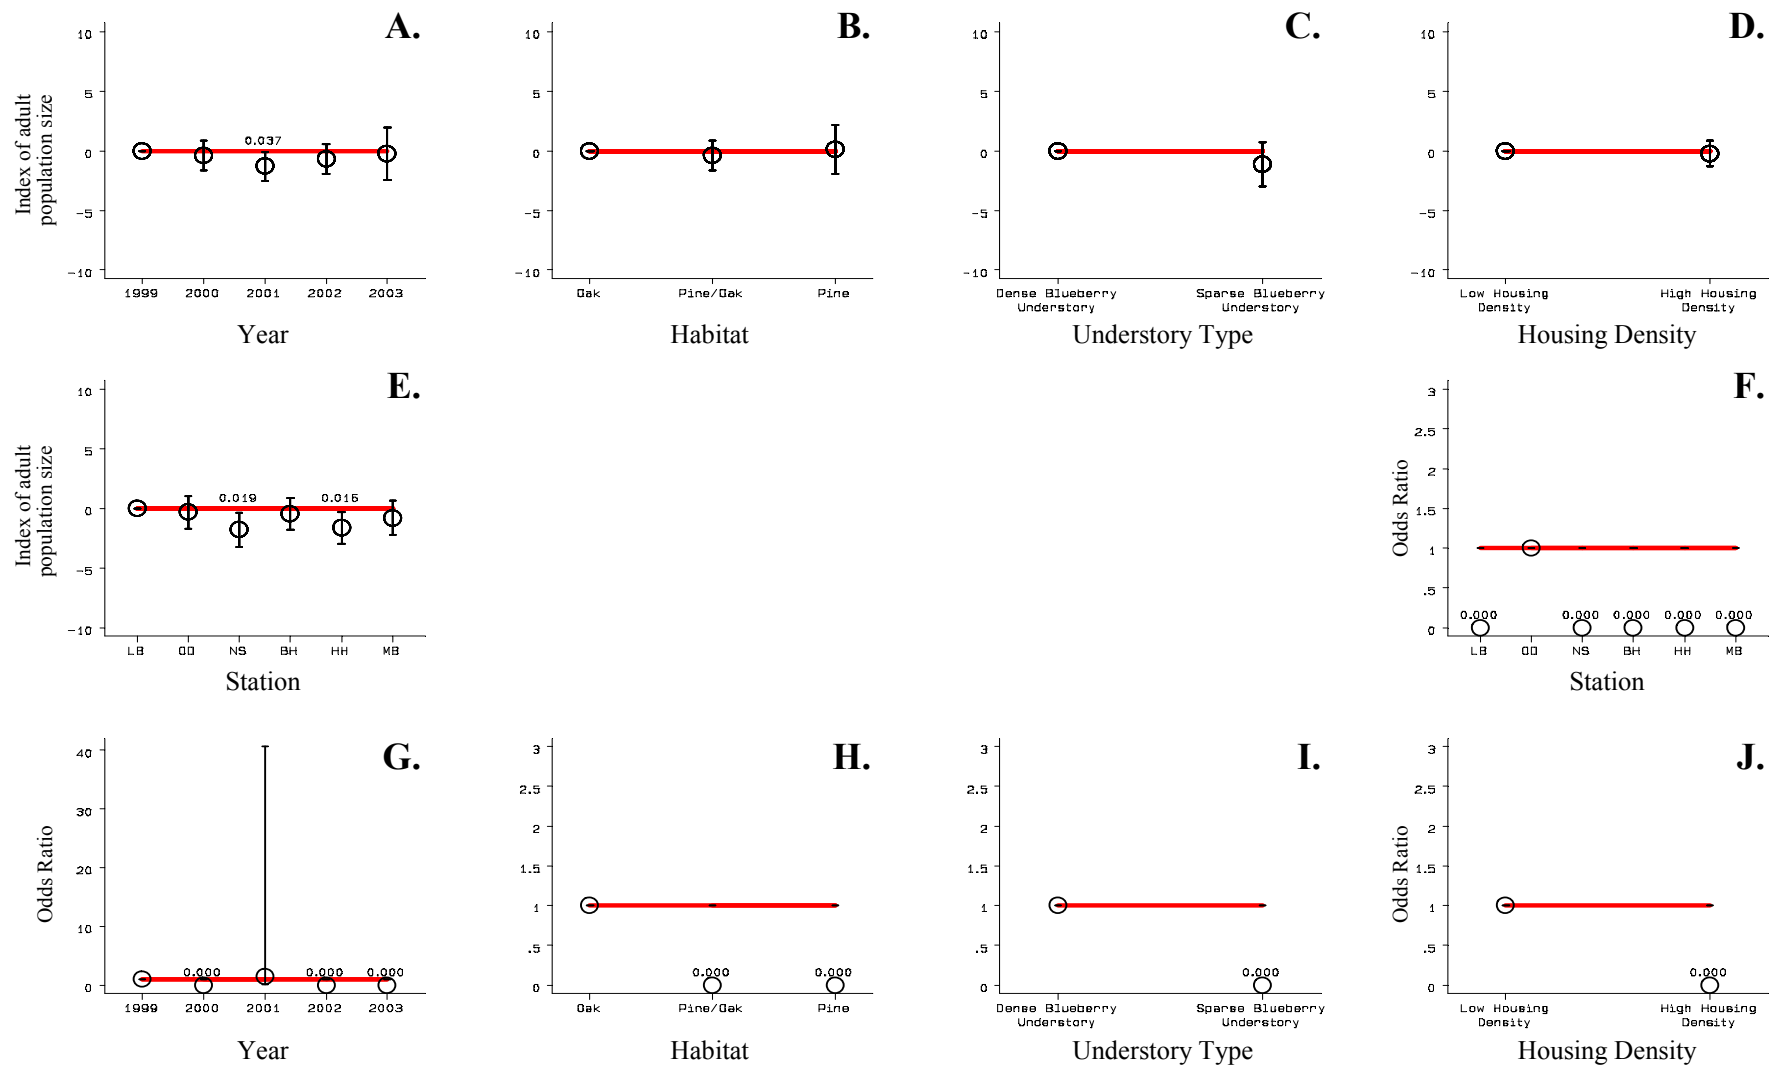 A.
10
5
0
-5
-10
0.037
1999 2000 2001 2002 2003
Year
Index of adult
population size
B.
10
5
0
-5
-10
Oak Pine/Oak Pine
Habitat
C.
10
5
0
-5
-10
Dense Blueberry
Understory
Sparse Blueberry
Understory
Understory Type
D.
10
5
0
-5
-10
Low Housing
Density
High Housing
Density
Housing Density
E.
10
5
0
-5
-10
0.019 0.015
LB OO NS BH HH MB
Station
Index of adult
population size
F.
3
2.5
2
1.5
1
.5
0
0.000 0.000 0.000 0.000 0.000
LB OO NS BH HH MB
Station
Odds Ratio
G.
40
30
20
10
0
0.000 0.000 0.000
1999 2000 2001 2002 2003
Year
Odds Ratio
H.
3
2.5
2
1.5
1
.5
0
0.000 0.000
Oak Pine/Oak Pine
Habitat
I.
3
2.5
2
1.5
1
.5
0
0.000
Dense Blueberry
Understory
Sparse Blueberry
Understory
Understory Type
J.
3
2.5
2
1.5
1
.5
0
0.000
Low Housing
Density
High Housing
Density
Housing Density
Odds Ratio